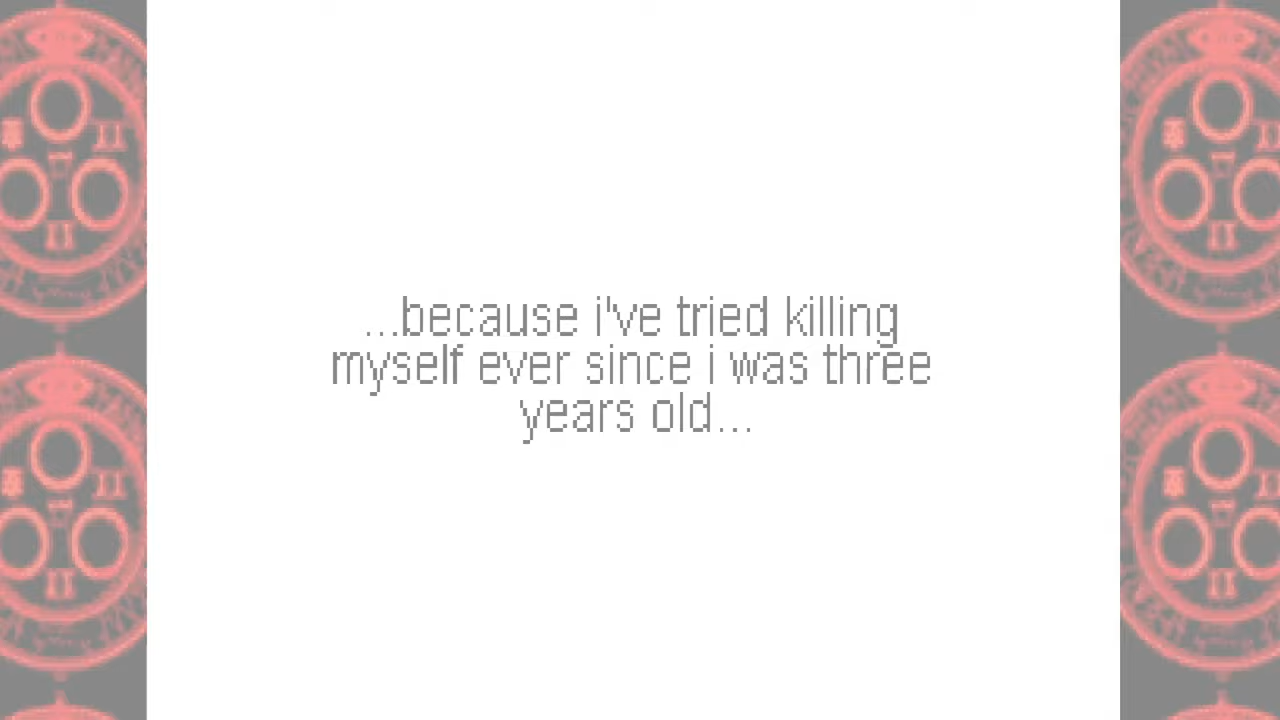 ...because i've tried killing
myself ever since i was three
years old...